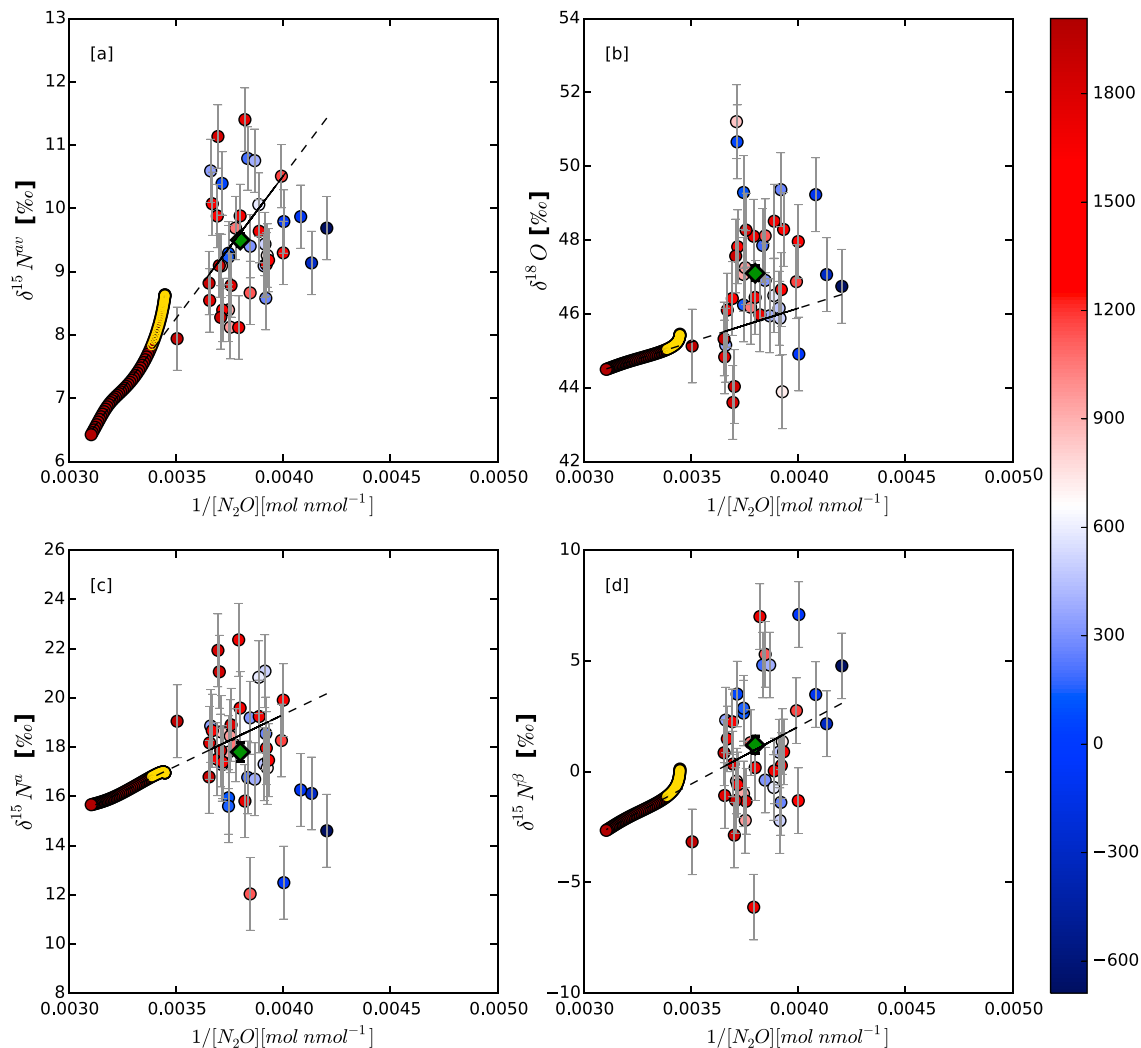 13
12
11
10
9
8
7
6
[a]
δ¹⁵N^{av} [‰]
0.0030 0.0035 0.0040 0.0045 0.0050
1/[N₂O][mol nmol⁻¹]
54
52
50
48
46
44
42
[b]
δ¹⁸O [‰]
0.0030 0.0035 0.0040 0.0045 0.0050
1/[N₂O][mol nmol⁻¹]
26
24
22
20
18
16
14
12
10
8
[c]
δ¹⁵N^{a} [‰]
0.0030 0.0035 0.0040 0.0045 0.0050
1/[N₂O][mol nmol⁻¹]
10
5
0
−5
−10
[d]
δ¹⁵N^{β} [‰]
0.0030 0.0035 0.0040 0.0045 0.0050
1/[N₂O][mol nmol⁻¹]
1800
1500
1200
900
600
300
0
−300
−600